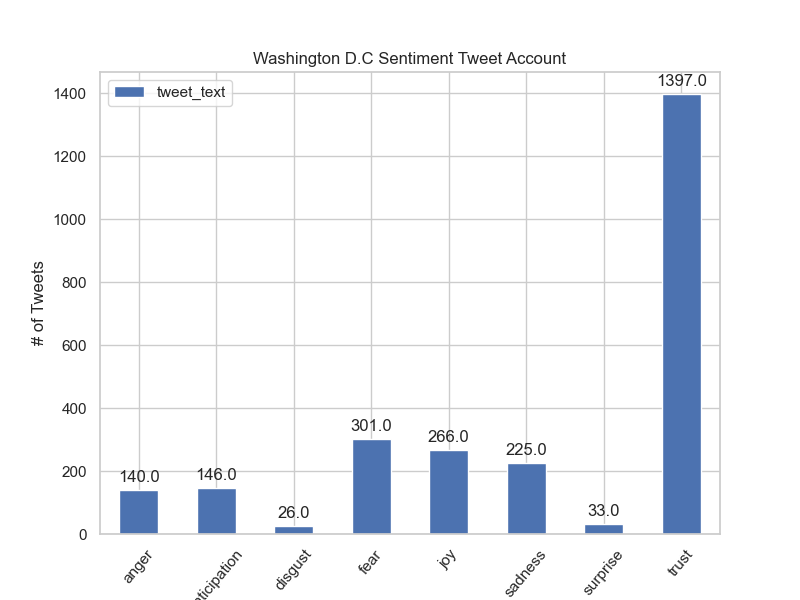 Washington D.C Sentiment Tweet Account
tweet_text
# of Tweets
1400
1200
1000
800
600
400
200
0
140.0
146.0
26.0
301.0
266.0
225.0
33.0
1397.0
anger
ticipation
disgust
fear
joy
sadness
surprise
trust